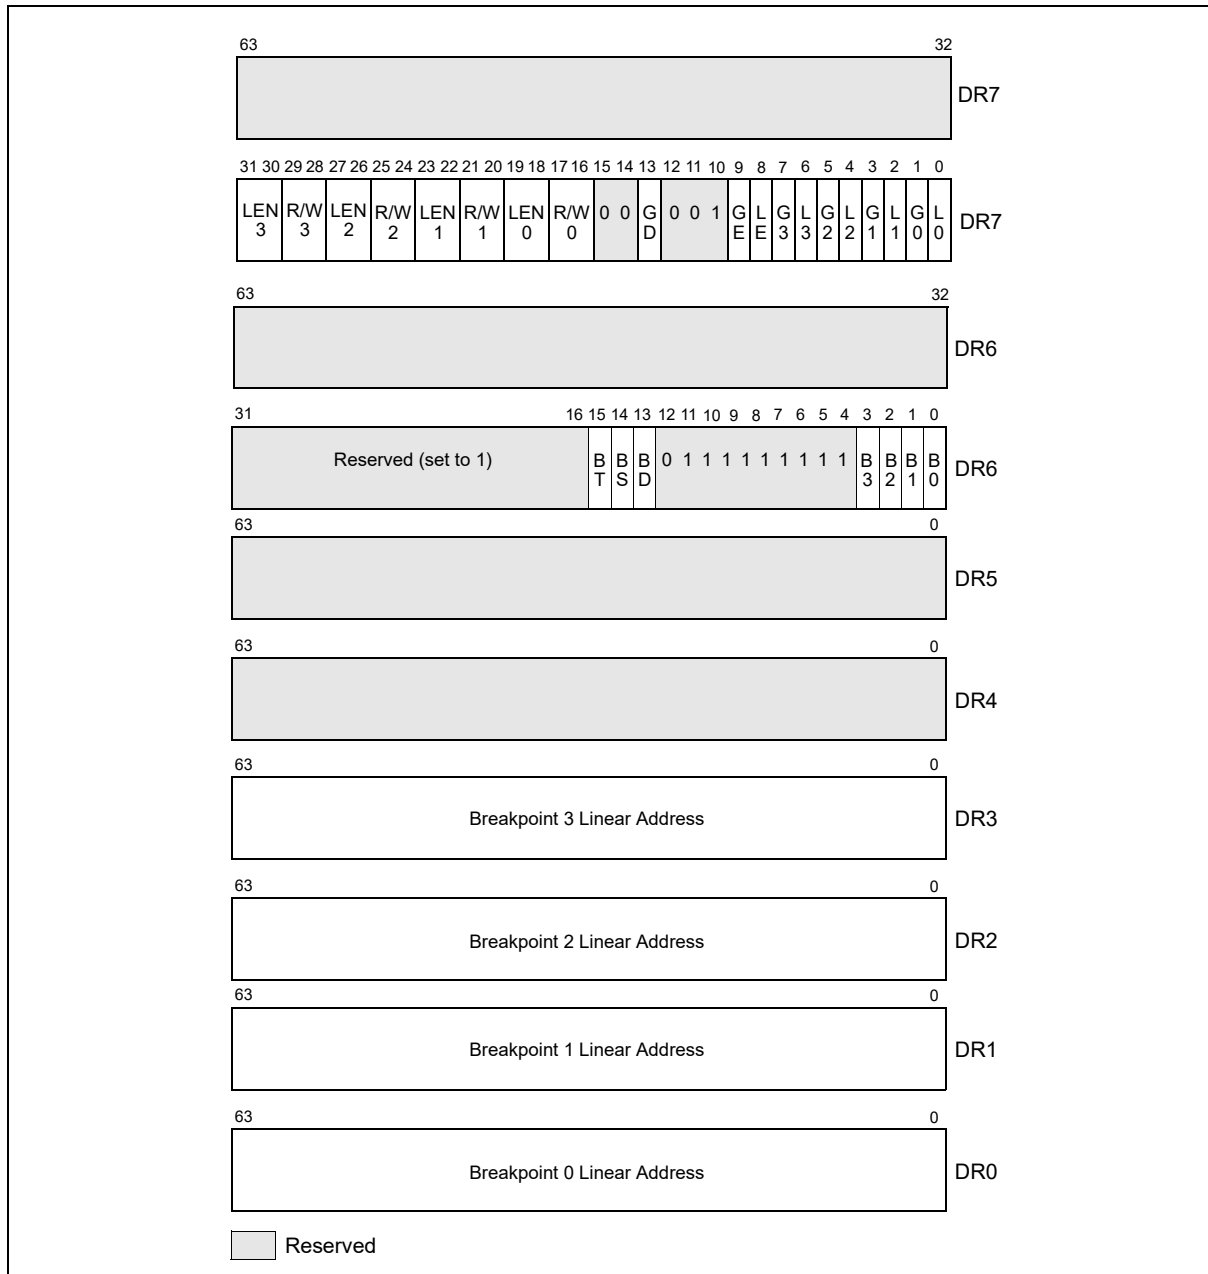 63 32
DR7
31 30 29 28 27 26 25 24 23 22 21 20 19 18 17 16 15 14 13 12 11 10 9 8 7 6 5 4 3 2 1 0
LEN R/W LEN R/W LEN R/W LEN R/W 0 0 G 0 0 1 G L G L G L G L G L DR7
3 3 2 2 1 1 0 0 D E E 3 3 2 2 1 1 0 0
63 32
DR6
31 16 15 14 13 12 11 10 9 8 7 6 5 4 3 2 1 0
Reserved (set to 1) B B B 0 1 1 1 1 1 1 1 1 B B B B DR6
T S D 3 2 1 0
63 0
DR5
63 0
DR4
63 0
Breakpoint 3 Linear Address DR3
63 0
Breakpoint 2 Linear Address DR2
63 0
Breakpoint 1 Linear Address DR1
63 0
Breakpoint 0 Linear Address DR0
Reserved